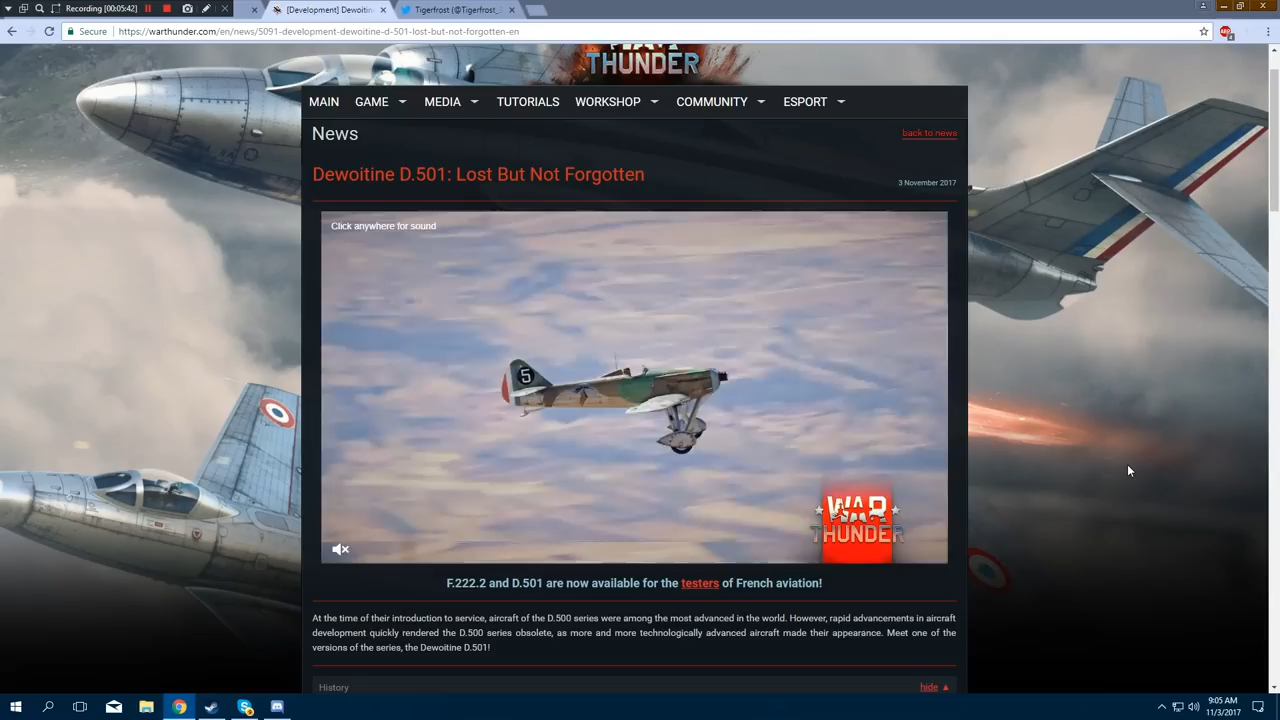 Recording [00:05:42]
[Development] Dewoitin
Tigerfrost (@Tigerfrost_
Secure
https://warthunder.com/en/news/5091-development-dewoitine-d-501-lost-but-not-forgotten-en
THUNDER
MAIN GAME MEDIA TUTORIALS WORKSHOP COMMUNITY ESPORT
News
back to news
Dewoitine D.501: Lost But Not Forgotten
3 November 2017
Click anywhere for sound
5
WAR
THUNDER
F.222.2 and D.501 are now available for the testers of French aviation!
At the time of their introduction to service, aircraft of the D.500 series were among the most advanced in the world. However, rapid advancements in aircraft
development quickly rendered the D.500 series obsolete, as more and more technologically advanced aircraft made their appearance. Meet one of the
versions of the series, the Dewoitine D.501!
History
hide ▲
9:05 AM
11/3/2017